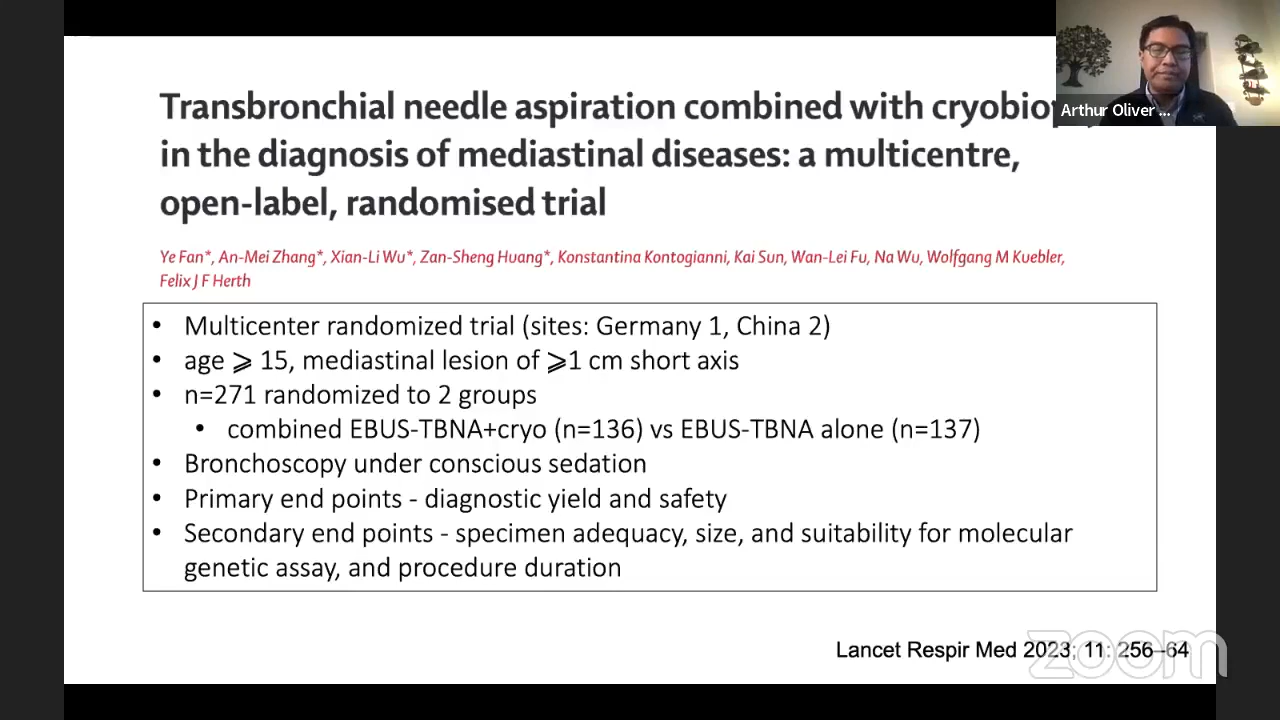 Transbronchial needle aspiration combined with
in the diagnosis of mediastinal diseases: a multicentre,
open-label, randomised trial
Arthur Oliver ...
Ye Fan*, An-Mei Zhang*, Xian-Li Wu*, Zan-Sheng Huang*, Konstantina Kontogianni, Kai Sun, Wan-Lei Fu, Na Wu, Wolfgang M Kuebler,
Felix J F Herth
• Multicenter randomized trial (sites: Germany 1, China 2)
• age ⩾ 15, mediastinal lesion of ⩾1 cm short axis
• n=271 randomized to 2 groups
• combined EBUS-TBNA+cryo (n=136) vs EBUS-TBNA alone (n=137)
• Bronchoscopy under conscious sedation
• Primary end points - diagnostic yield and safety
• Secondary end points - specimen adequacy, size, and suitability for molecular
genetic assay, and procedure duration
Lancet Respir Med 2023; 11: 256–64
zoom